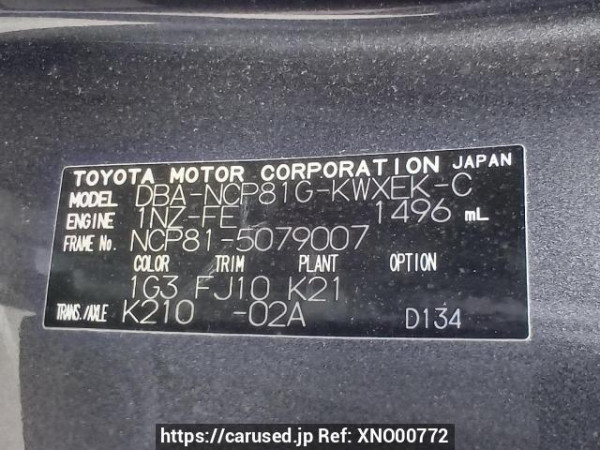 TOYOTA MOTOR CORPORATION JAPAN
MODEL DBA-NCP81G-KWXEK-C
ENGINE 1NZ-FE 1496 mL
FRAME No. NCP81-5079007
COLOR TRIM PLANT OPTION
1G3 FJ10 K21
TRANS./AXLE K210 -02A D134
https://carused.jp Ref: XNO00772